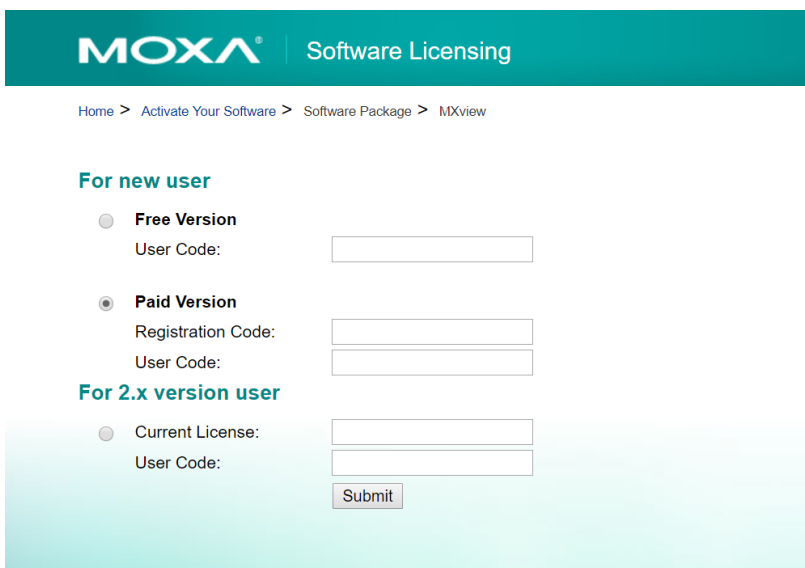 MOXA® Software Licensing
Home > Activate Your Software > Software Package > MXview
For new user
Free Version
User Code:
Paid Version
Registration Code:
User Code:
For 2.x version user
Current License:
User Code:
Submit